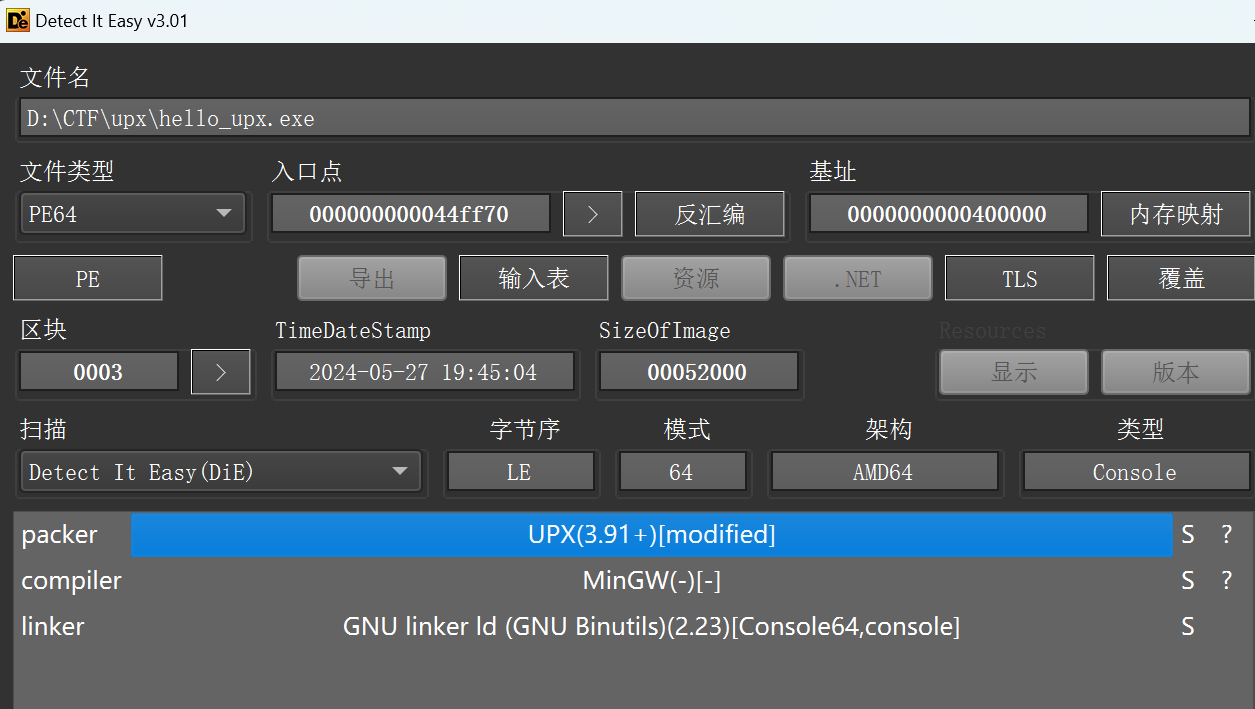 Detect It Easy v3.01
文件名
D:\CTF\upx\hello_upx.exe
文件类型 入口点 基址
PE64 000000000044ff70 > 反汇编 0000000000400000 内存映射
PE 导出 输入表 资源 .NET TLS 覆盖
区块 TimeDateStamp SizeOfImage Resources
0003 > 2024-05-27 19:45:04 00052000 显示 版本
扫描 字节序 模式 架构 类型
Detect It Easy(DiE) LE 64 AMD64 Console
packer UPX(3.91+)[modified] S ?
compiler MinGW(-)[-] S ?
linker GNU linker ld (GNU Binutils)(2.23)[Console64,console] S